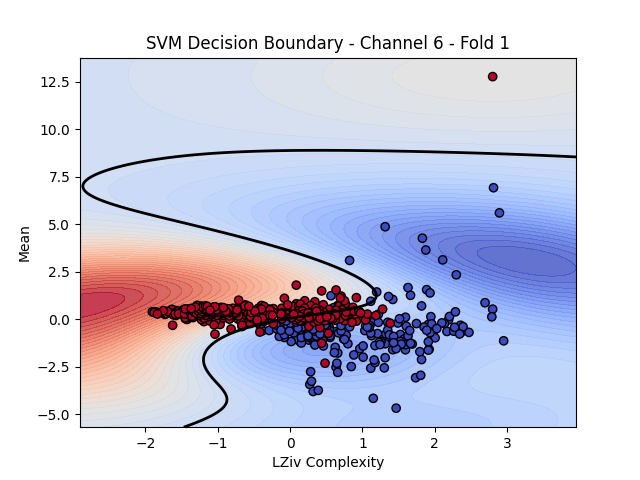 SVM Decision Boundary - Channel 6 - Fold 1
12.5
10.0
7.5
5.0
2.5
0.0
−2.5
−5.0
Mean
−2 −1 0 1 2 3
LZiv Complexity